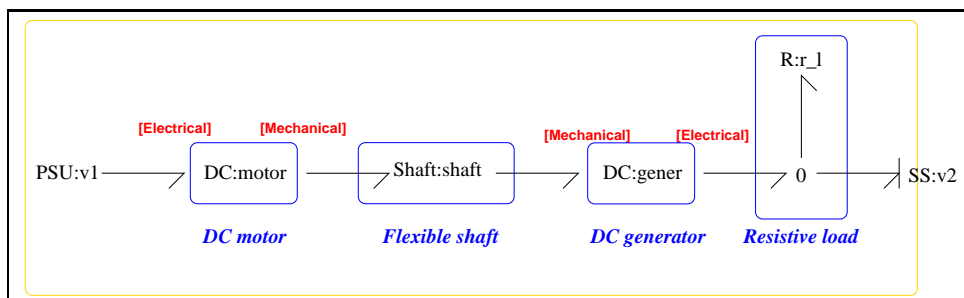 R:r_l
[Electrical] [Mechanical] [Mechanical] [Electrical]
PSU:v1 DC:motor Shaft:shaft DC:gener 0 SS:v2
DC motor Flexible shaft DC generator Resistive load